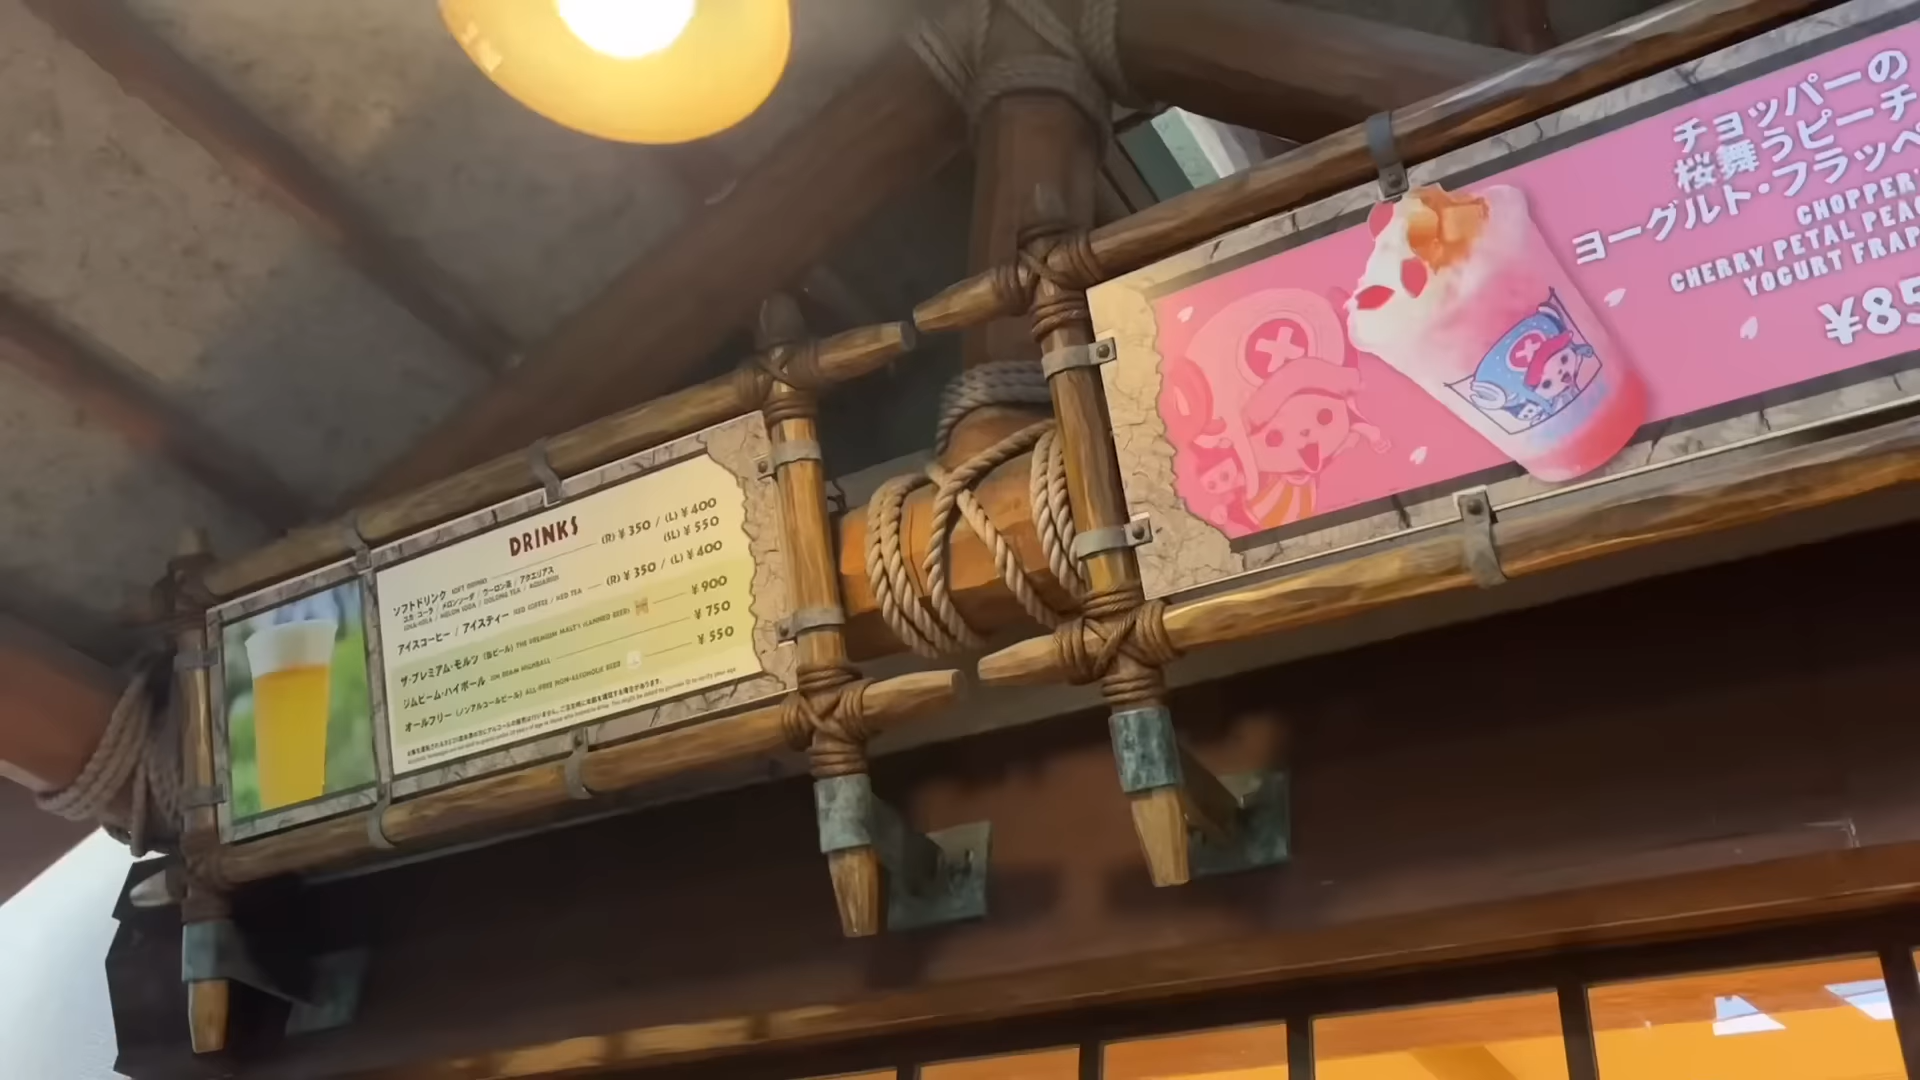 DRINKS
ソフトドリンク SOFT DRINKS (R) ¥350 / (L) ¥400
コカ・コーラ / メロンソーダ / ウーロン茶 / アクエリアス (SL) ¥550
COCA-COLA / MELON SODA / OOLONG TEA / AQUARIUS
アイスコーヒー / アイスティー ICED COFFEE / ICED TEA (R) ¥350 / (L) ¥400
ザ・プレミアム・モルツ (缶ビール) THE PREMIUM MALT'S (CANNED BEER) ¥900
ジムビーム・ハイボール JIM BEAM HIGHBALL ¥750
オールフリー (ノンアルコールビール) ALL-FREE (NON-ALCOHOLIC BEER) ¥550
チョッパーの
桜舞うピーチ
ヨーグルト・フラッペ
CHOPPER'
CHERRY PETAL PEAC
YOGURT FRAP
¥85